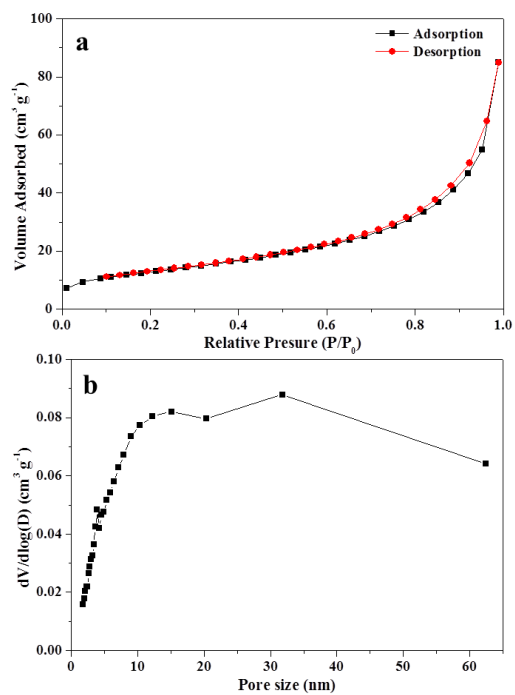 a
Adsorption
Desorption
Volume Adsorbed (cm³ g⁻¹)
100
80
60
40
20
0
0.0 0.2 0.4 0.6 0.8 1.0
Relative Presure (P/P₀)
b
dV/dlog(D) (cm³ g⁻¹)
0.10
0.08
0.06
0.04
0.02
0.00
0 10 20 30 40 50 60
Pore size (nm)